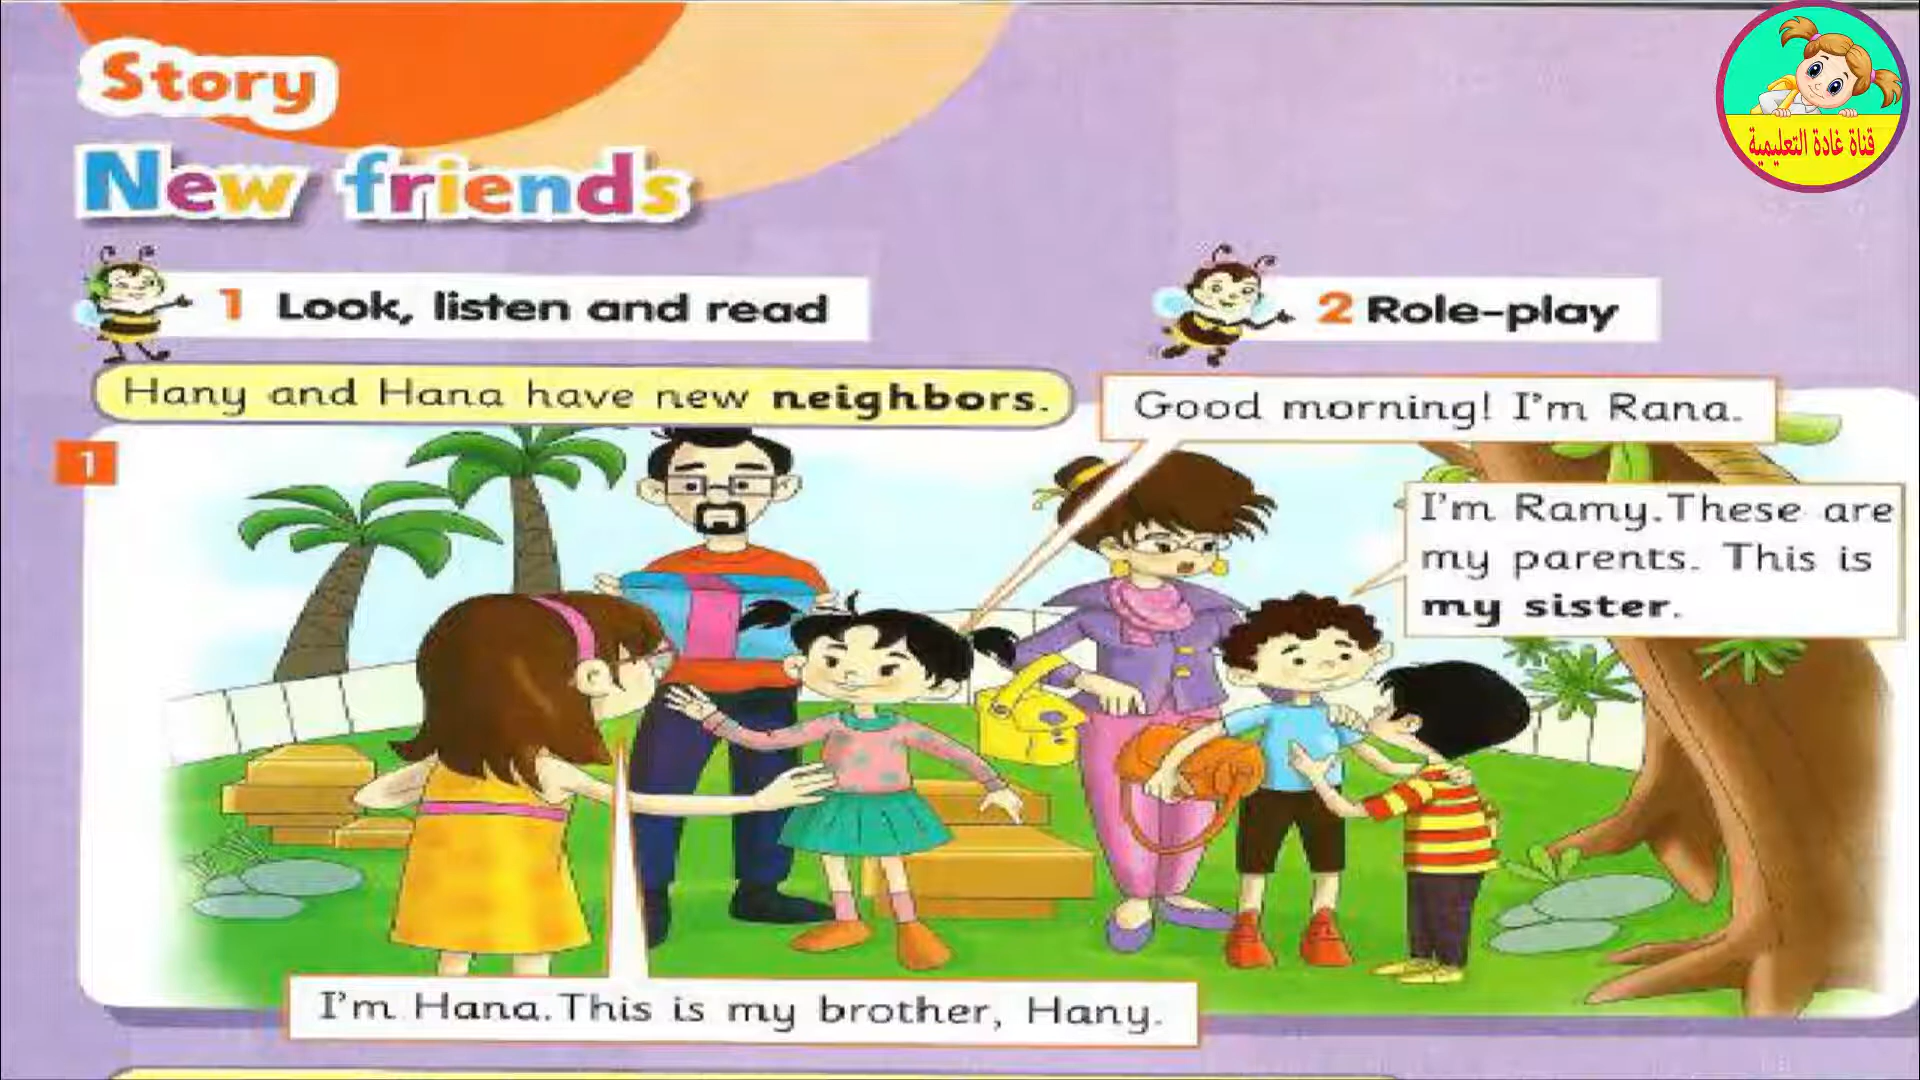 Story
New friends
1 Look, listen and read
2 Role-play
Hany and Hana have new neighbors.
1
Good morning! I'm Rana.
I'm Ramy. These are
my parents. This is
my sister.
I'm Hana. This is my brother, Hany.
قناة غادة التعليمية